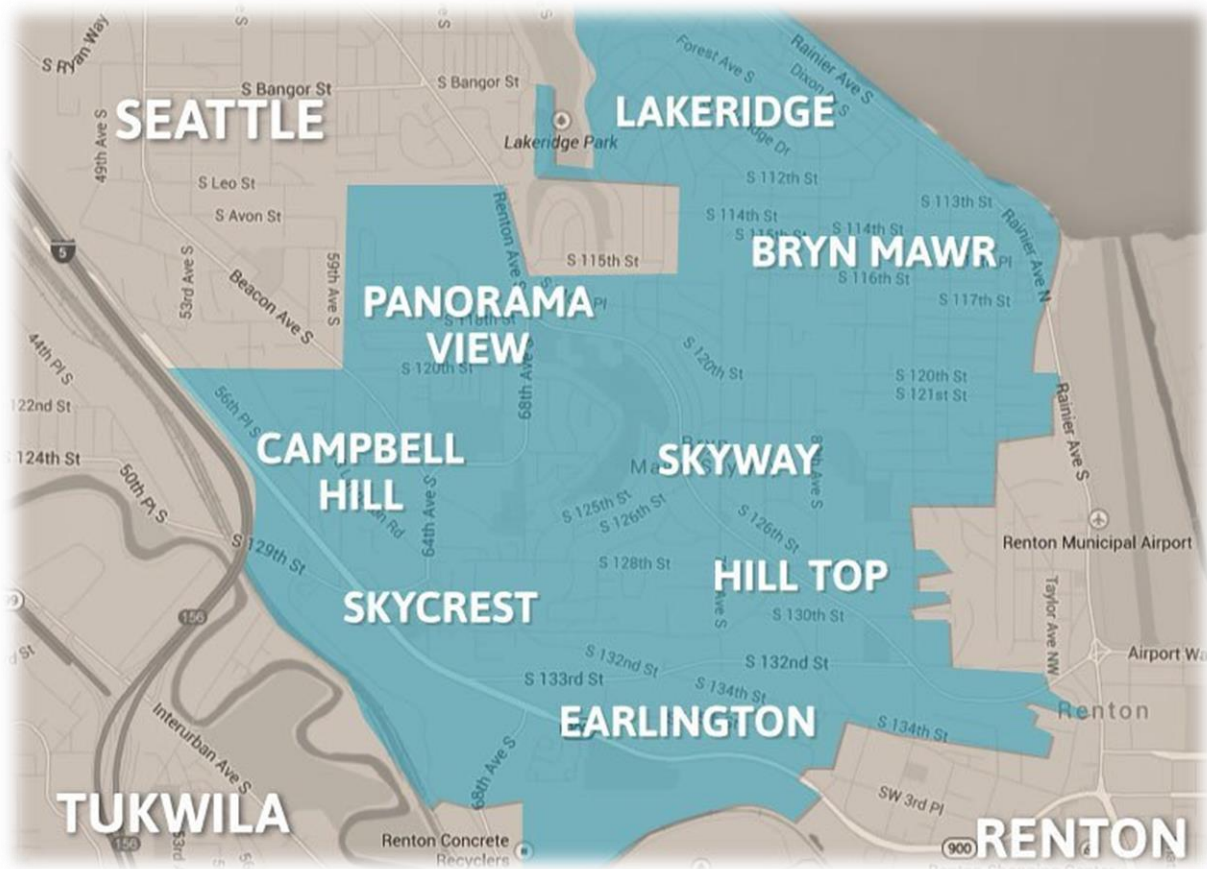 S Ryan Way
S Bangor St
S Bangor St
SEATTLE
49th Ave S
Lakeridge Park
LAKERIDGE
Forest Ave S
Rainier Ave S
S 112th St
S Leo St
S Avon St
S 113th St
S 114th St
S 114th St
Rainier Ave N
Renton Ave S
S 115th St
BRYN MAWR
S 116th St
S 117th St
5
53rd Ave S
Beacon Ave S
59th Ave S
PANORAMA
VIEW
S 120th St
68th Ave S
S 120th St
S 120th St
S 121st St
44th Pl S
122nd St
124th St
50th Pl S
56th Pl S
CAMPBELL
HILL
64th Ave S
SKYWAY
Rainier Ave S
S 125th St
S 126th St
S 126th St
S 128th St
S 129th St
HILL TOP
Renton Municipal Airport
Taylor Ave NW
SKYCREST
S 130th St
156
S 132nd St
S 132nd St
S 133rd St
S 134th St
S 134th St
Airport Wa
Renton
EARLINGTON
Interurban Ave S
68th Ave S
SW 3rd Pl
TUKWILA
156
Renton Concrete
Recyclers
900
RENTON